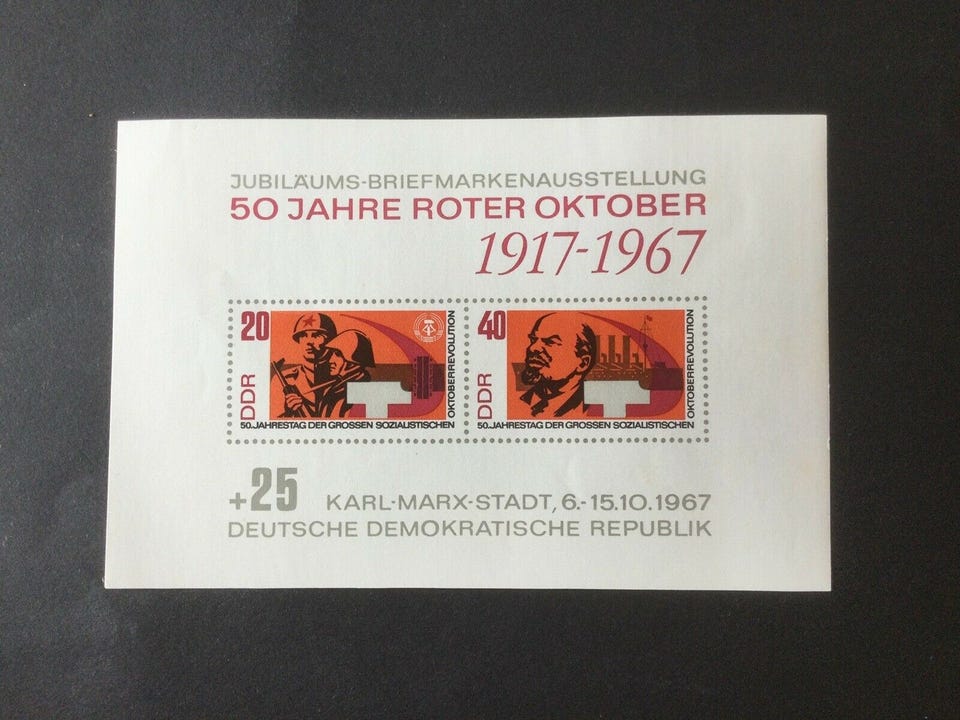 JUBILÄUMS-BRIEFMARKENAUSSTELLUNG
50 JAHRE ROTER OKTOBER
1917-1967
20
DDR
50. JAHRESTAG DER GROSSEN SOZIALISTISCHEN
OKTOBERREVOLUTION
40
DDR
50. JAHRESTAG DER GROSSEN SOZIALISTISCHEN
OKTOBERREVOLUTION
+25 KARL-MARX-STADT, 6.-15.10.1967
DEUTSCHE DEMOKRATISCHE REPUBLIK